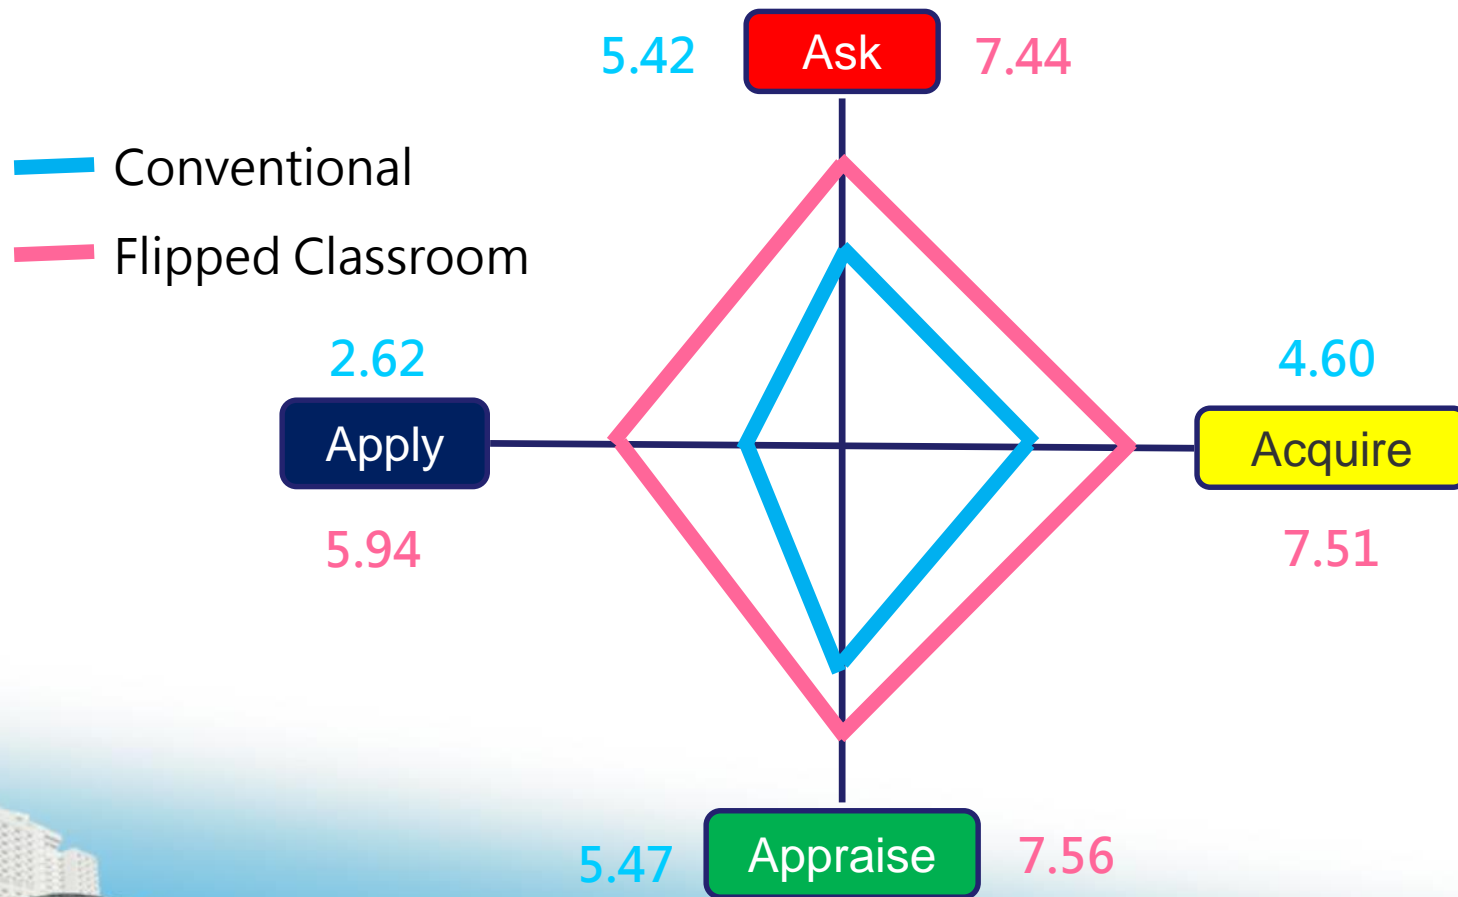 5.42
Ask
7.44
Conventional
Flipped Classroom
2.62
Apply
5.94
4.60
Acquire
7.51
5.47
Appraise
7.56